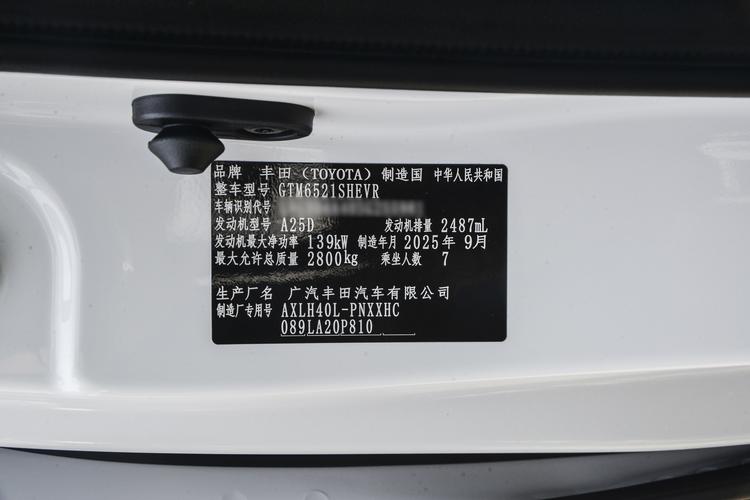 品牌 丰田（TOYOTA）制造国 中华人民共和国
整车型号 GTM6521SHEVR
车辆识别代号
发动机型号 A25D 发动机排量 2487mL
发动机最大净功率 139kW 制造年月 2025年 9月
最大允许总质量 2800kg 乘坐人数 7
生产厂名 广汽丰田汽车有限公司
制造厂专用号 AXLH40L-PNXXHC
089LA20P810